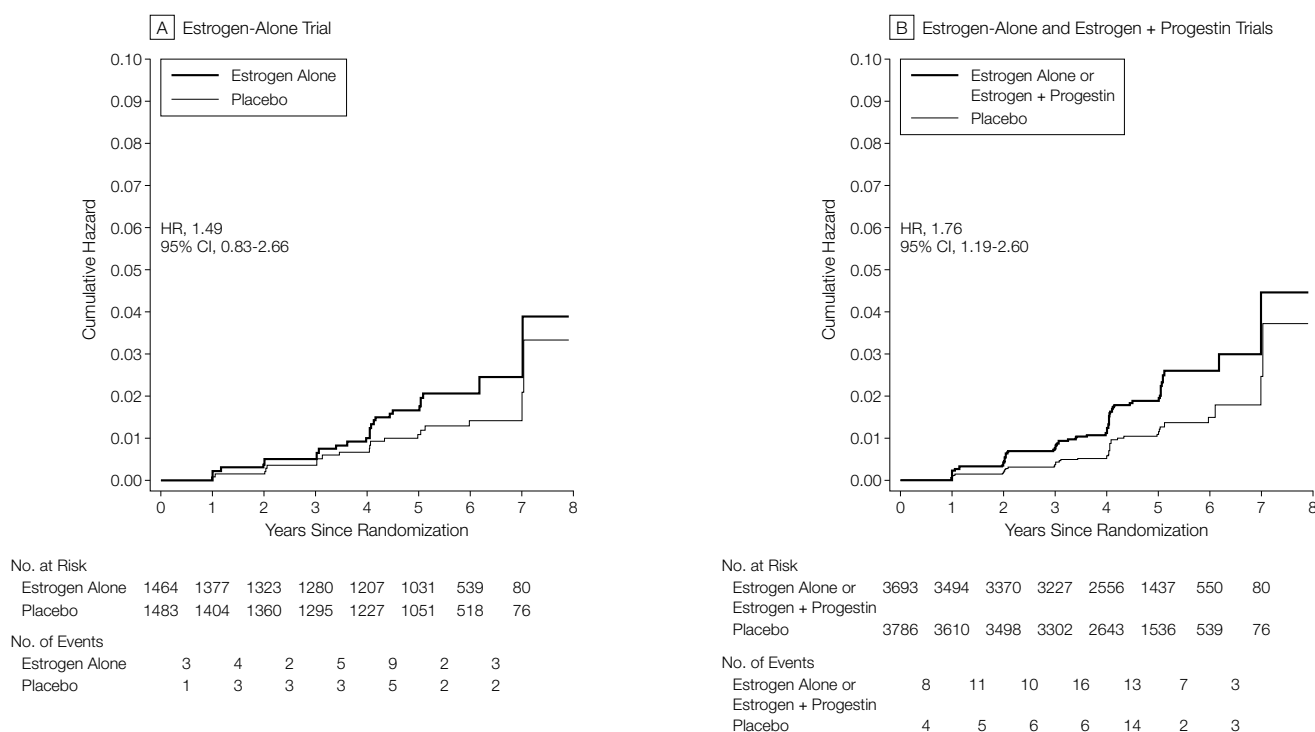 A Estrogen-Alone Trial
0.10
0.09
0.08
0.07
0.06
0.05
0.04
0.03
0.02
0.01
0.00
Cumulative Hazard
Estrogen Alone
Placebo
HR, 1.49
95% CI, 0.83-2.66
0 1 2 3 4 5 6 7 8
Years Since Randomization
No. at Risk
Estrogen Alone 1464 1377 1323 1280 1207 1031 539 80
Placebo 1483 1404 1360 1295 1227 1051 518 76
No. of Events
Estrogen Alone 3 4 2 5 9 2 3
Placebo 1 3 3 3 5 2 2
B Estrogen-Alone and Estrogen + Progestin Trials
0.10
0.09
0.08
0.07
0.06
0.05
0.04
0.03
0.02
0.01
0.00
Cumulative Hazard
Estrogen Alone or
Estrogen + Progestin
Placebo
HR, 1.76
95% CI, 1.19-2.60
0 1 2 3 4 5 6 7 8
Years Since Randomization
No. at Risk
Estrogen Alone or 3693 3494 3370 3227 2556 1437 550 80
Estrogen + Progestin
Placebo 3786 3610 3498 3302 2643 1536 539 76
No. of Events
Estrogen Alone or 8 11 10 16 13 7 3
Estrogen + Progestin
Placebo 4 5 6 6 14 2 3